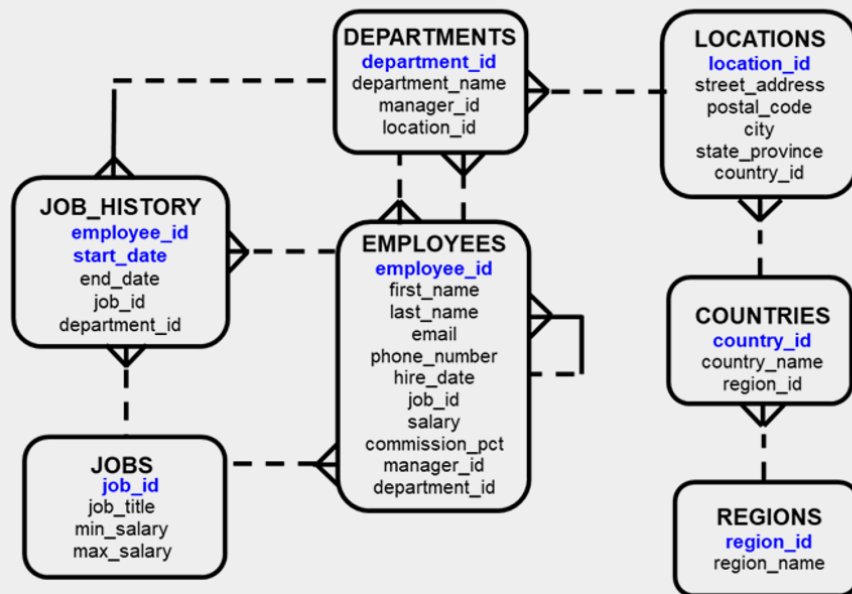 DEPARTMENTS
department_id
department_name
manager_id
location_id
LOCATIONS
location_id
street_address
postal_code
city
state_province
country_id
JOB_HISTORY
employee_id
start_date
end_date
job_id
department_id
EMPLOYEES
employee_id
first_name
last_name
email
phone_number
hire_date
job_id
salary
commission_pct
manager_id
department_id
COUNTRIES
country_id
country_name
region_id
JOBS
job_id
job_title
min_salary
max_salary
REGIONS
region_id
region_name